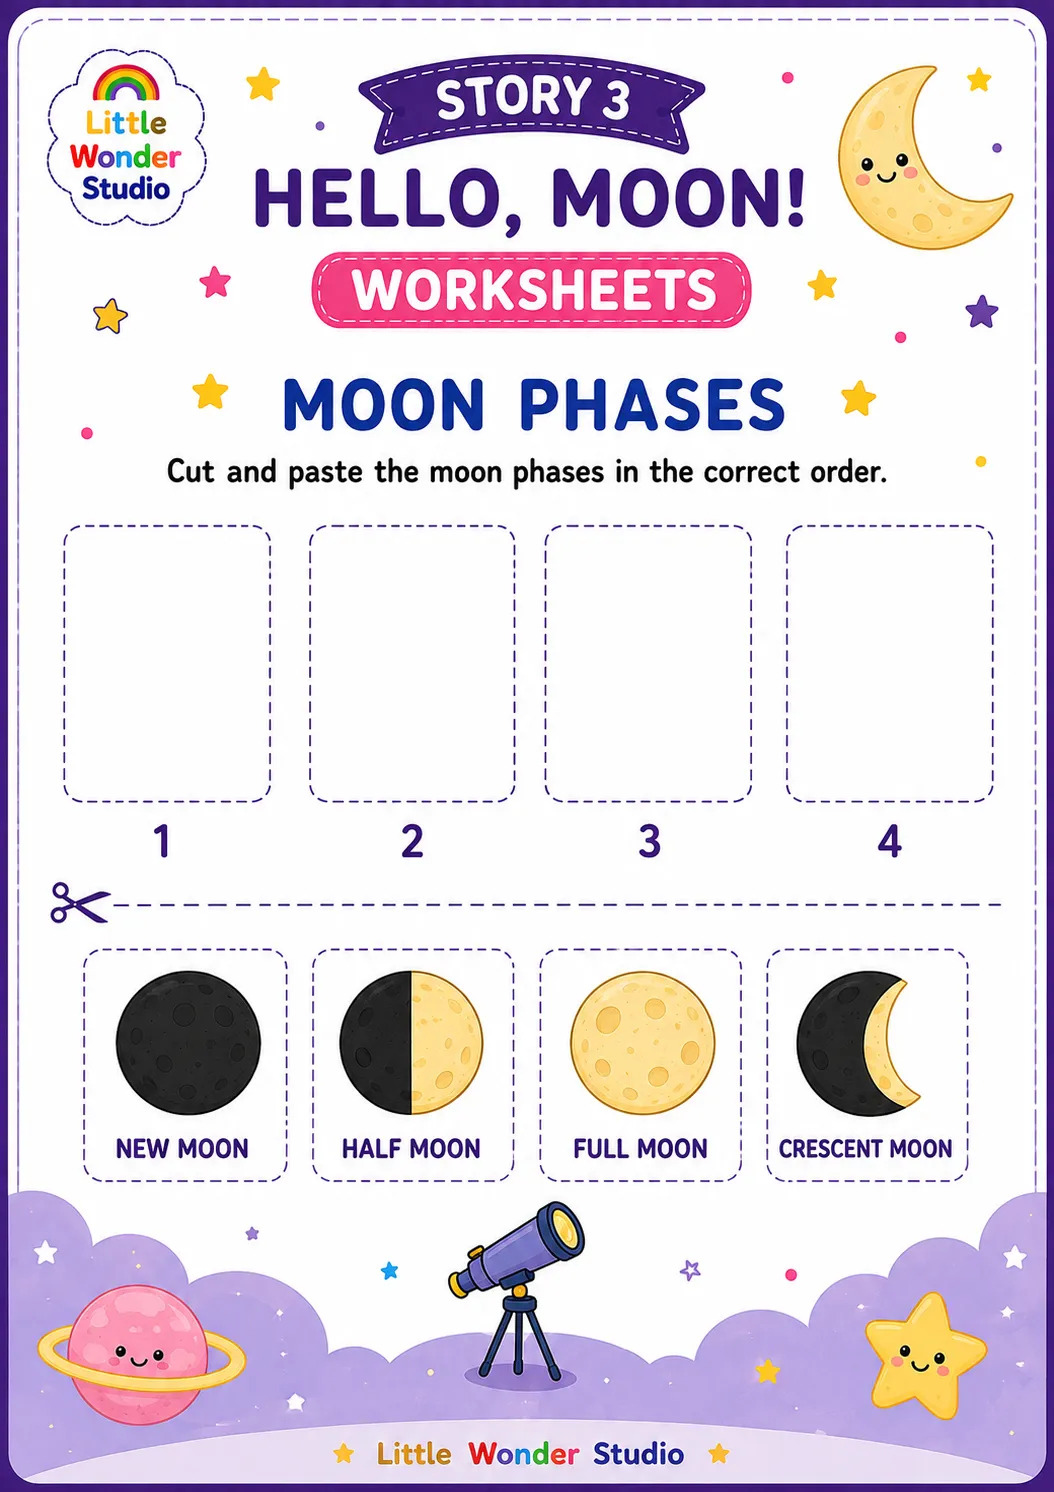 Little
Wonder
Studio
STORY 3
HELLO, MOON!
WORKSHEETS
MOON PHASES
Cut and paste the moon phases in the correct order.
1 2 3 4
NEW MOON HALF MOON FULL MOON CRESCENT MOON
Little Wonder Studio